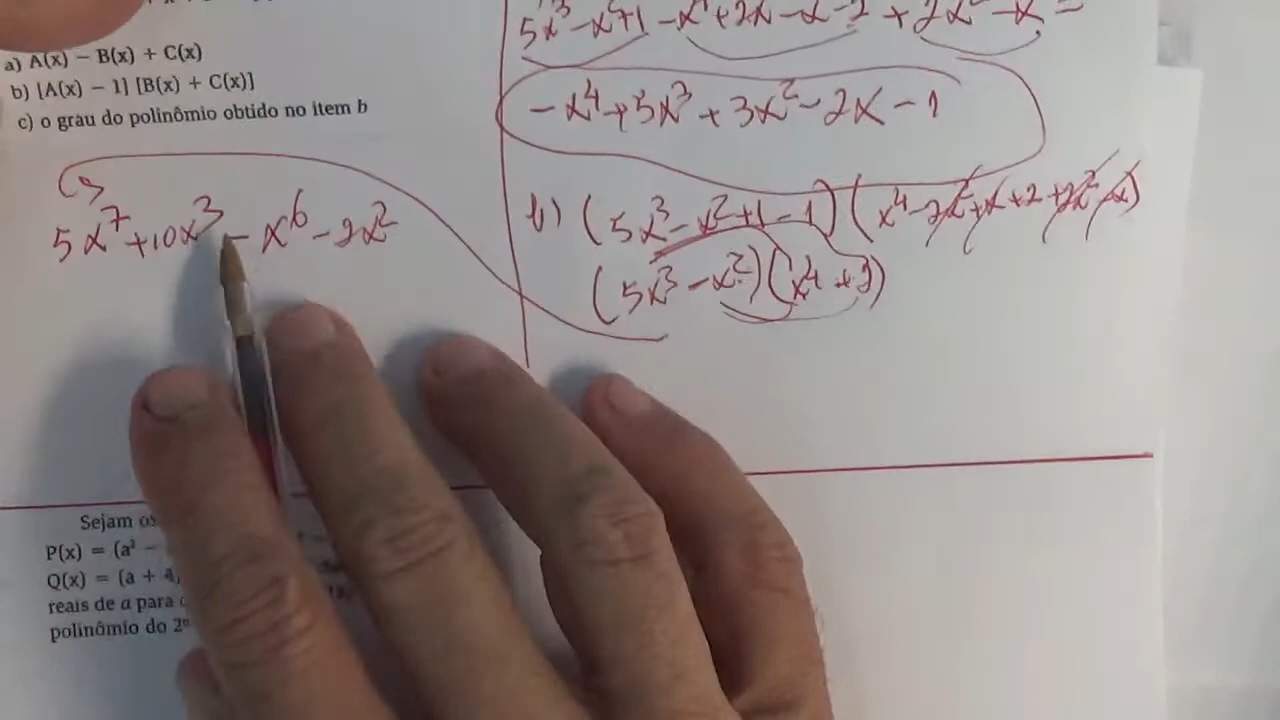 a) A(x) − B(x) + C(x)
b) [A(x) − 1] [B(x) + C(x)]
c) o grau do polinômio obtido no item b
5x⁷ + 10x³ − x⁶ − 2x²
5x³ − x² + 1 − x⁴ + 2x − x − 2 + 2x² − x =
− x⁴ + 5x³ + 3x² − 2x − 1
b) (5x³ − x² + 1 − 1) (x⁴ − 2x² + x + 2 + 2x² − x)
(5x³ − x²) (x⁴ + 2)
Sejam os
P(x) = (a² −
Q(x) = (a +
reais de a para
polinômio do 2º